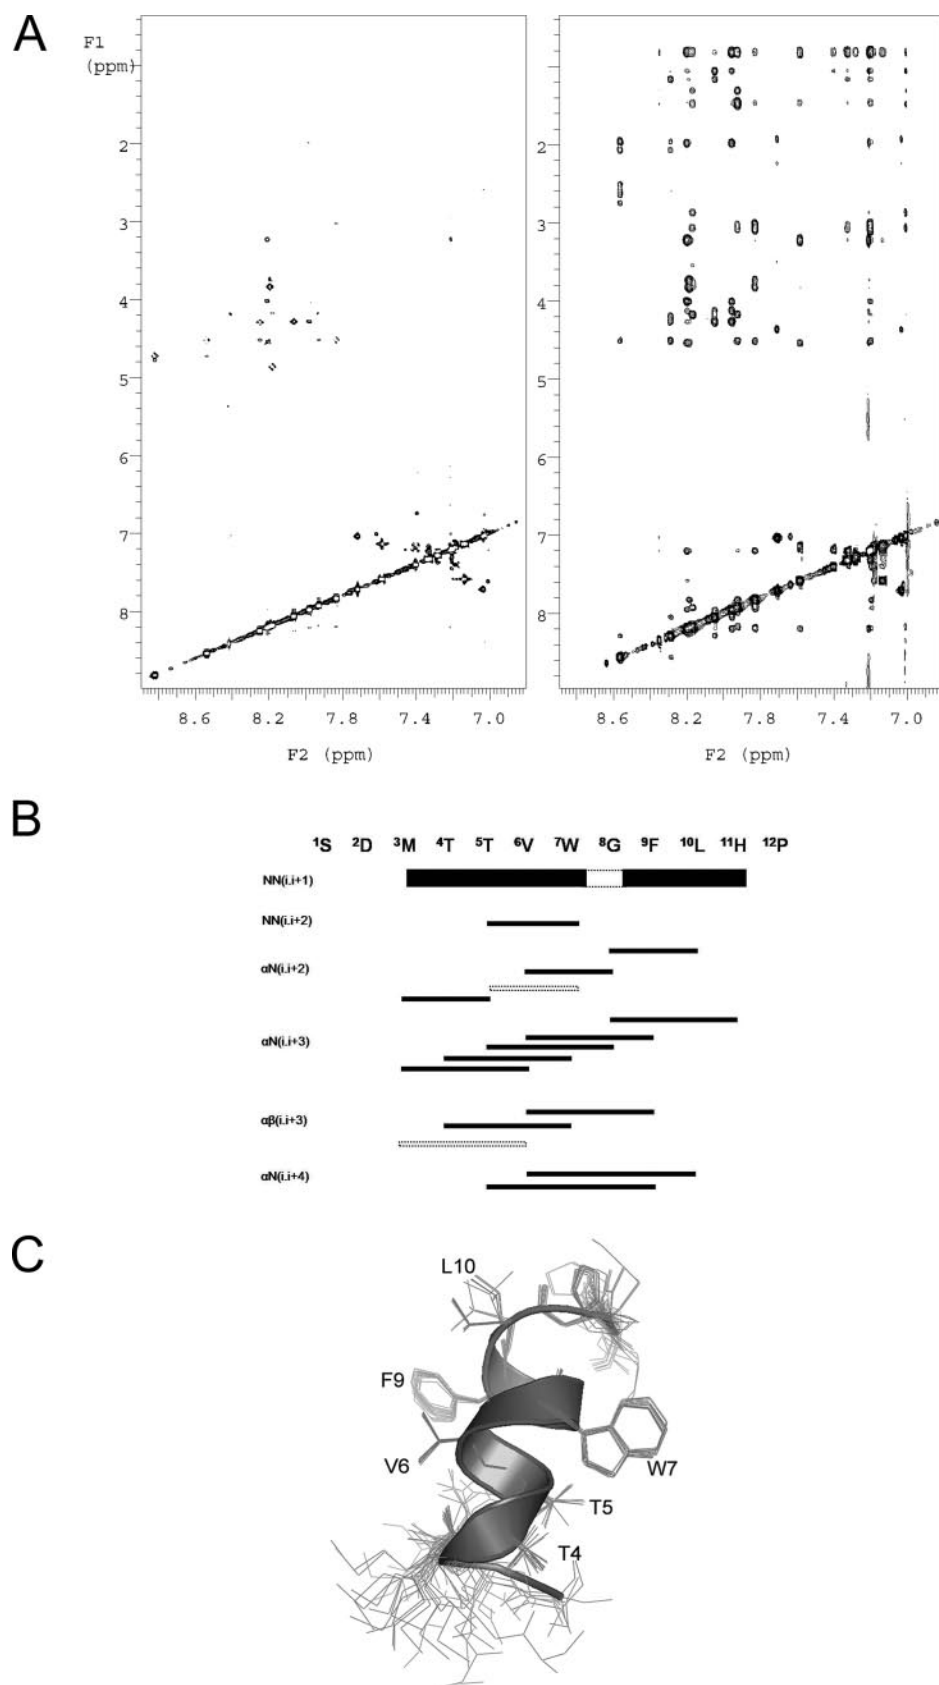 A
F1
(ppm)
2
3
4
5
6
7
8
8.6 8.2 7.8 7.4 7.0
F2 (ppm)
2
3
4
5
6
7
8
8.6 8.2 7.8 7.4 7.0
F2 (ppm)
B
¹S ²D ³M ⁴T ⁵T ⁶V ⁷W ⁸G ⁹F ¹⁰L ¹¹H ¹²P
NN(i.i+1)
NN(i.i+2)
αN(i.i+2)
αN(i.i+3)
αβ(i.i+3)
αN(i.i+4)
C
L10
F9
V6
W7
T5
T4